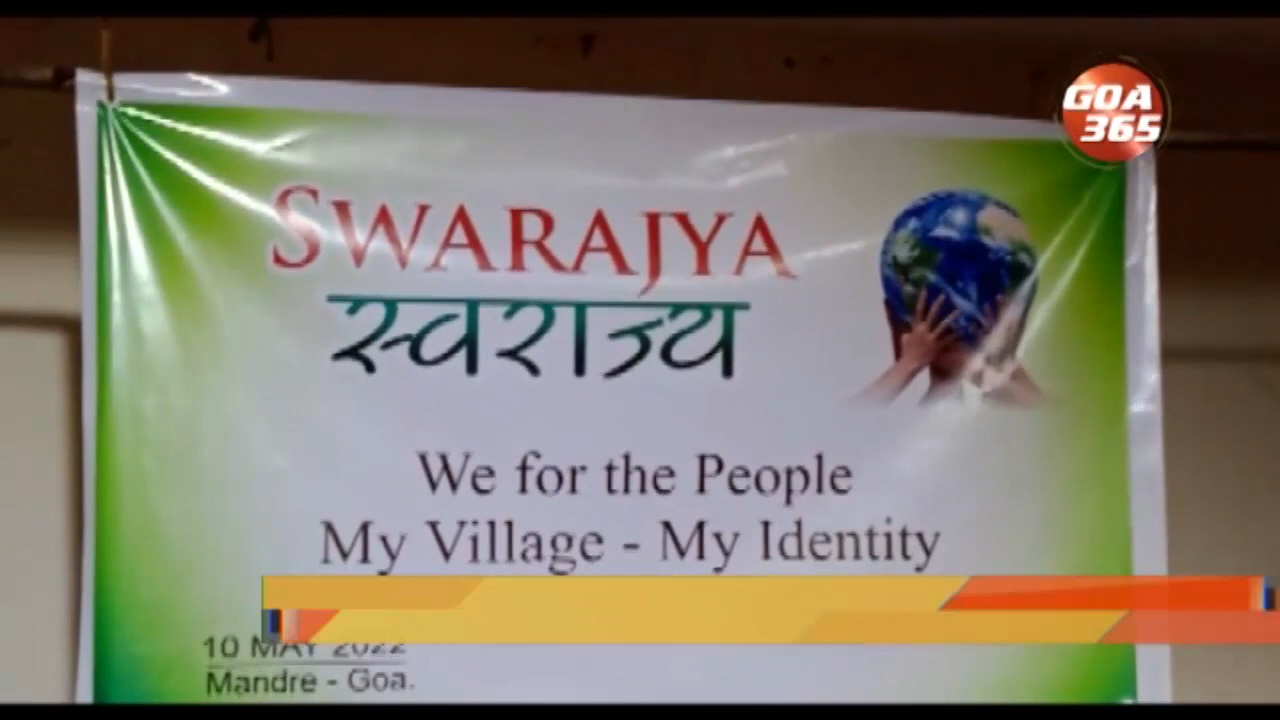 GOA
365
SWARAJYA
स्वराज्य
We for the People
My Village - My Identity
10 MAY 2022
Mandre - Goa.